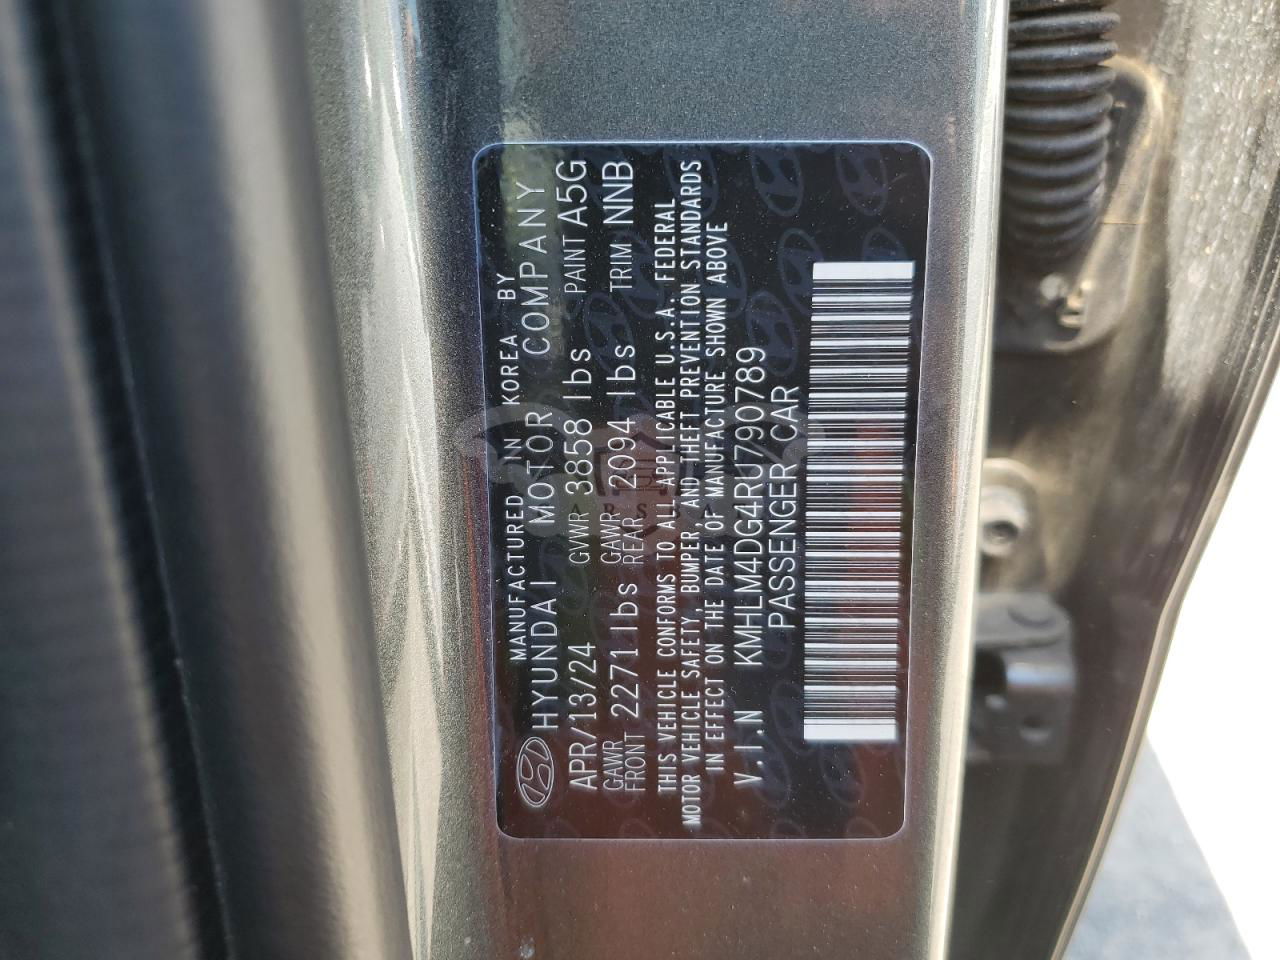 MANUFACTURED IN KOREA BY
HYUNDAI MOTOR COMPANY
APR/13/24 GVWR 3858 lbs PAINT A5G
GAWR FRONT 2271 lbs GAWR REAR 2094 lbs TRIM NNB
THIS VEHICLE CONFORMS TO ALL APPLICABLE U.S.A. FEDERAL
MOTOR VEHICLE SAFETY, BUMPER, AND THEFT PREVENTION STANDARDS
IN EFFECT ON THE DATE OF MANUFACTURE SHOWN ABOVE
V.I.N KMHLM4DG4RU790789
PASSENGER CAR